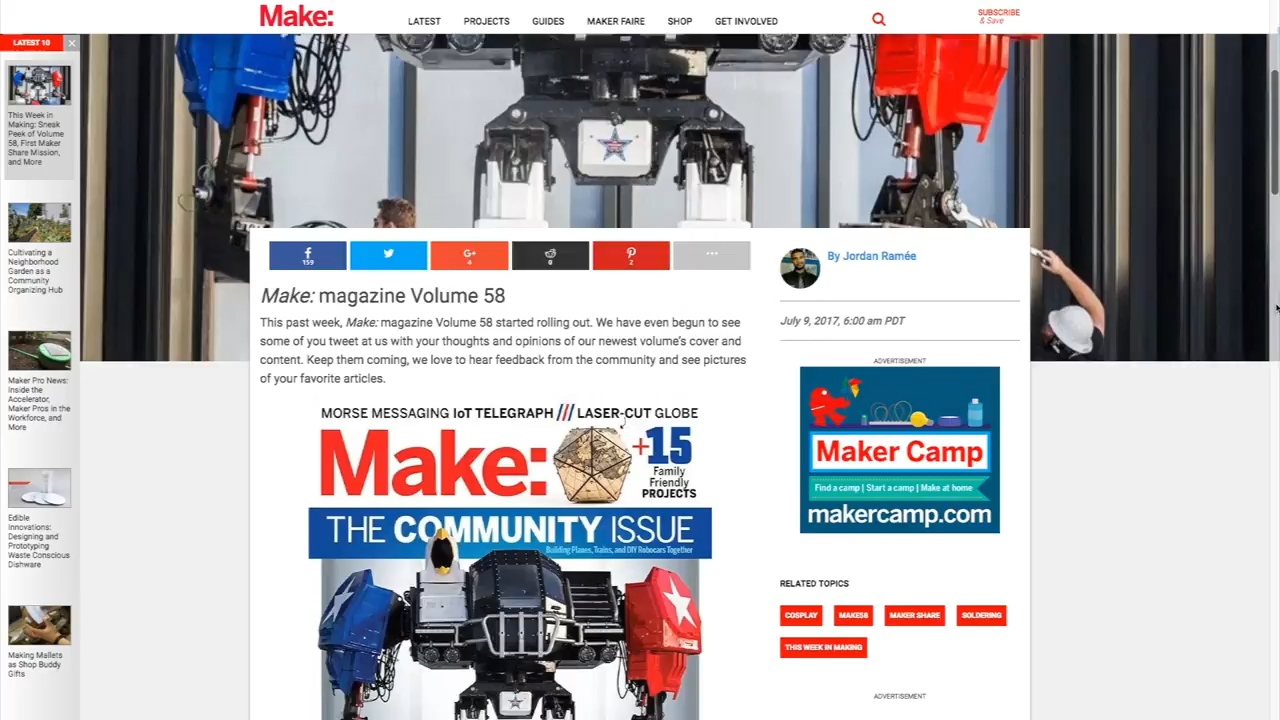 Make:
LATEST
PROJECTS
GUIDES
MAKER FAIRE
SHOP
GET INVOLVED
SUBSCRIBE
& Save
LATEST 10
This Week in
Making: Sneak
Peek of Volume
58, First Maker
Share Mission,
and More
Cultivating a
Neighborhood
Garden as a
Community
Organizing Hub
Maker Pro News:
Inside the
Accelerator,
Maker Pros in the
Workforce, and
More
Edible
Innovations:
Designing and
Prototyping
Waste Conscious
Dishware
Making Mallets
as Shop Buddy
Gifts
159
G+
4
0
2
Make: magazine Volume 58
This past week, Make: magazine Volume 58 started rolling out. We have even begun to see
some of you tweet at us with your thoughts and opinions of our newest volume's cover and
content. Keep them coming, we love to hear feedback from the community and see pictures
of your favorite articles.
MORSE MESSAGING IoT TELEGRAPH /// LASER-CUT GLOBE
Make:
+15
Family
Friendly
PROJECTS
THE COMMUNITY ISSUE
Building Planes, Trains, and DIY Robocars Together
By Jordan Ramée
July 9, 2017, 6:00 am PDT
ADVERTISEMENT
Maker Camp
Find a camp | Start a camp | Make at home
makercamp.com
RELATED TOPICS
COSPLAY
MAKE58
MAKER SHARE
SOLDERING
THIS WEEK IN MAKING
ADVERTISEMENT